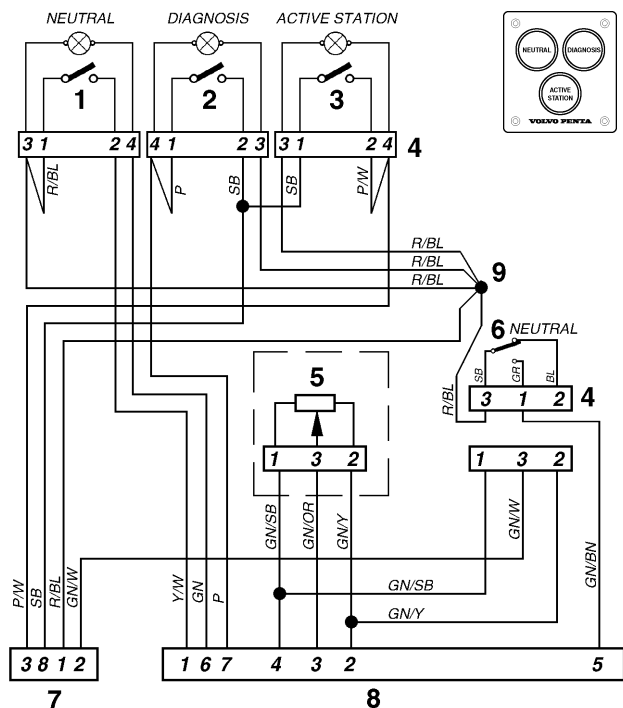 NEUTRAL DIAGNOSIS ACTIVE STATION
NEUTRAL DIAGNOSIS
ACTIVE
STATION
VOLVO PENTA
1 2 3
3 1 2 4 4 1 2 3 3 1 2 4 4
R/BL P SB SB P/W
R/BL
R/BL
R/BL
9
6 NEUTRAL
SB GR BL
R/BL
3 1 2 4
5
1 3 2
1 3 2
GN/SB GN/OR GN/Y GN/W
P/W SB R/BL GN/W Y/W GN P
GN/SB
GN/BN
GN/Y
3 8 1 2
1 6 7 4 3 2 5
7 8